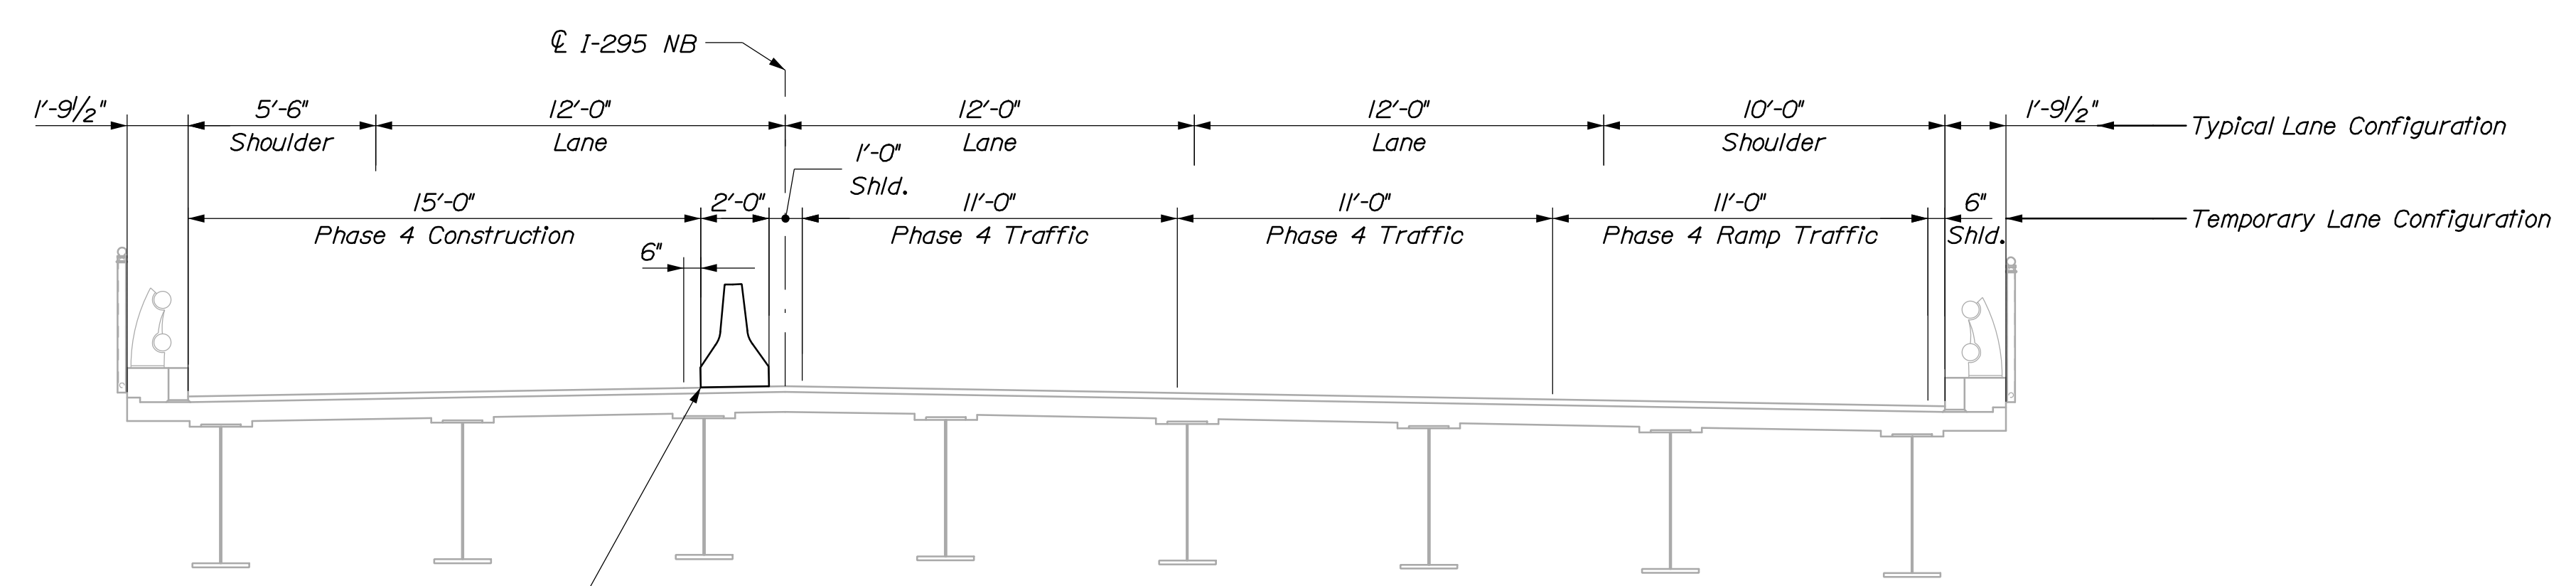 ℄ I-295 NB
1'-9½"
5'-6"
12'-0"
12'-0"
12'-0"
10'-0"
1'-9½"
Typical Lane Configuration
Shoulder
Lane
Lane
Lane
Shoulder
1'-0"
Shld.
15'-0"
2'-0"
11'-0"
11'-0"
11'-0"
6"
Temporary Lane Configuration
Phase 4 Construction
Phase 4 Traffic
Phase 4 Traffic
Phase 4 Ramp Traffic
Shld.
6"